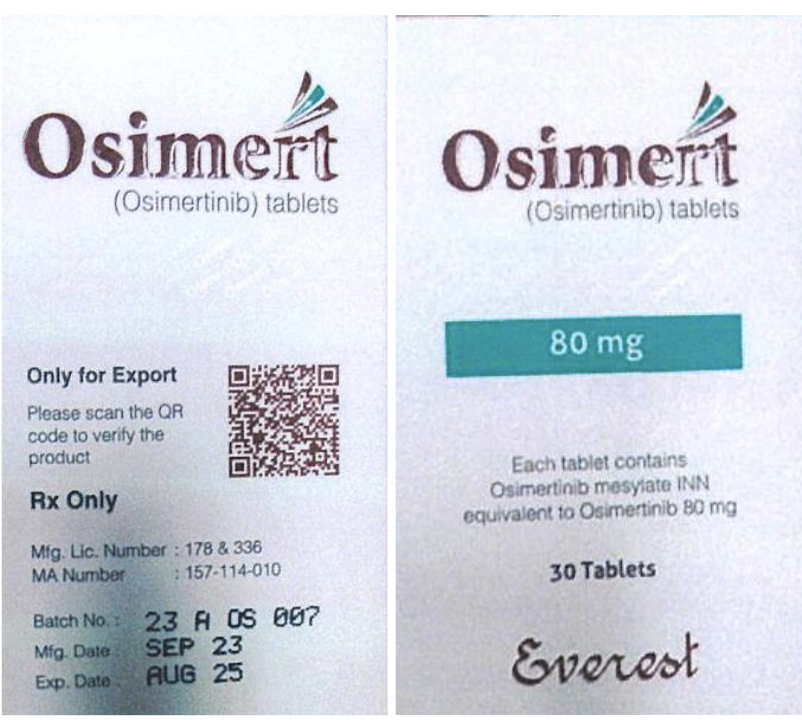 Osimert
(Osimertinib) tablets
Only for Export
Please scan the QR
code to verify the
product
Rx Only
Mfg. Lic. Number : 178 & 336
MA Number : 157-114-010
Batch No. : 23 A OS 007
Mfg. Date : SEP 23
Exp. Date : AUG 25
Osimert
(Osimertinib) tablets
80 mg
Each tablet contains
Osimertinib mesylate INN
equivalent to Osimertinib 80 mg
30 Tablets
Everest